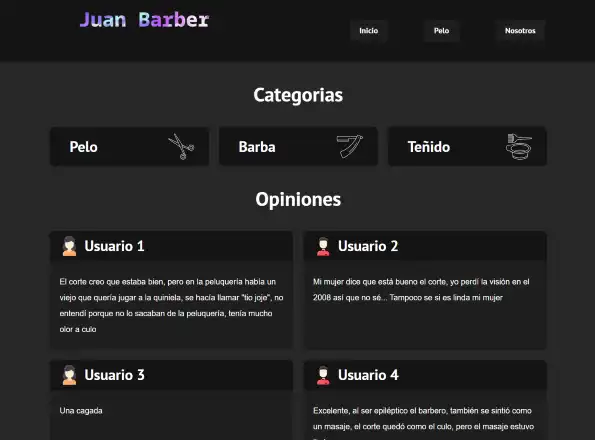 Juan Barber
Inicio
Pelo
Nosotros
Categorias
Pelo
Barba
Teñido
Opiniones
Usuario 1
El corte creo que estaba bien, pero en la peluquería había un
viejo que quería jugar a la quiniela, se hacía llamar "tio joje", no
entendí porque no lo sacaban de la peluquería, tenía mucho
olor a culo
Usuario 2
Mi mujer dice que está bueno el corte, yo perdí la visión en el
2008 así que no sé... Tampoco se si es linda mi mujer
Usuario 3
Una cagada
Usuario 4
Excelente, al ser epiléptico el barbero, también se sintió como
un masaje, el corte quedó como el culo, pero el masaje estuvo